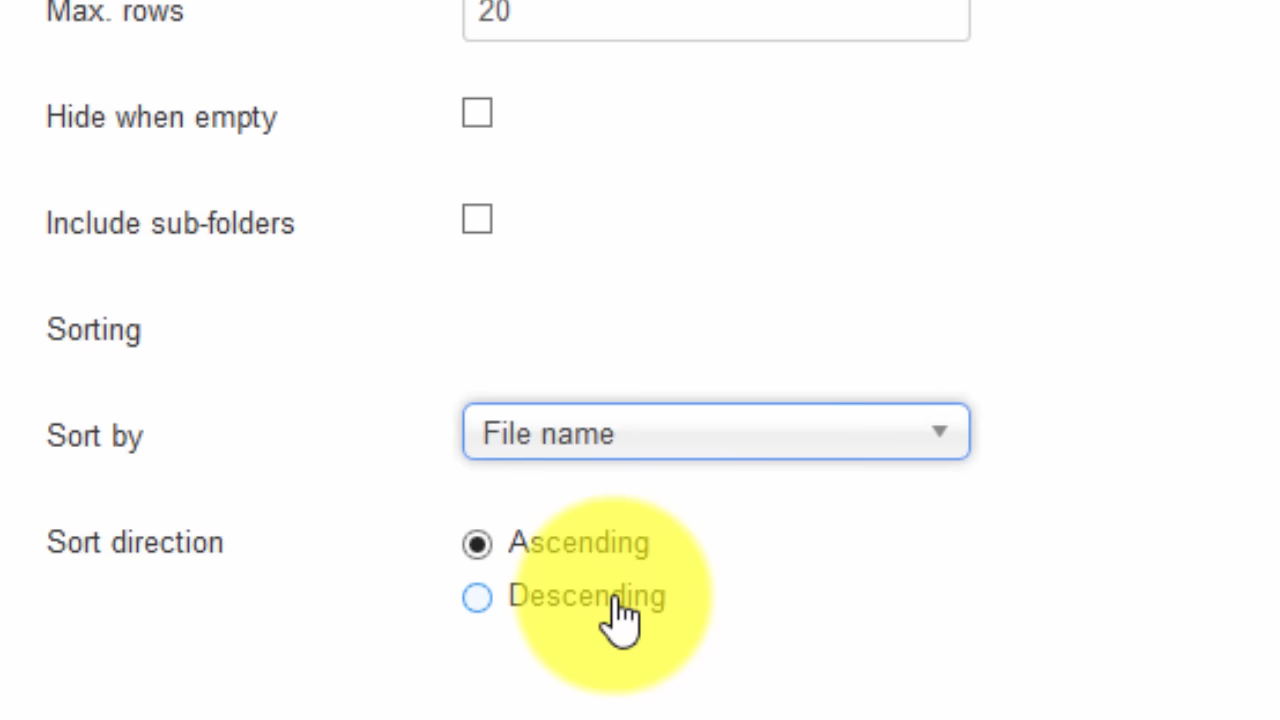 Max. rows 20
Hide when empty
Include sub-folders
Sorting
Sort by File name
Sort direction Ascending
Descending